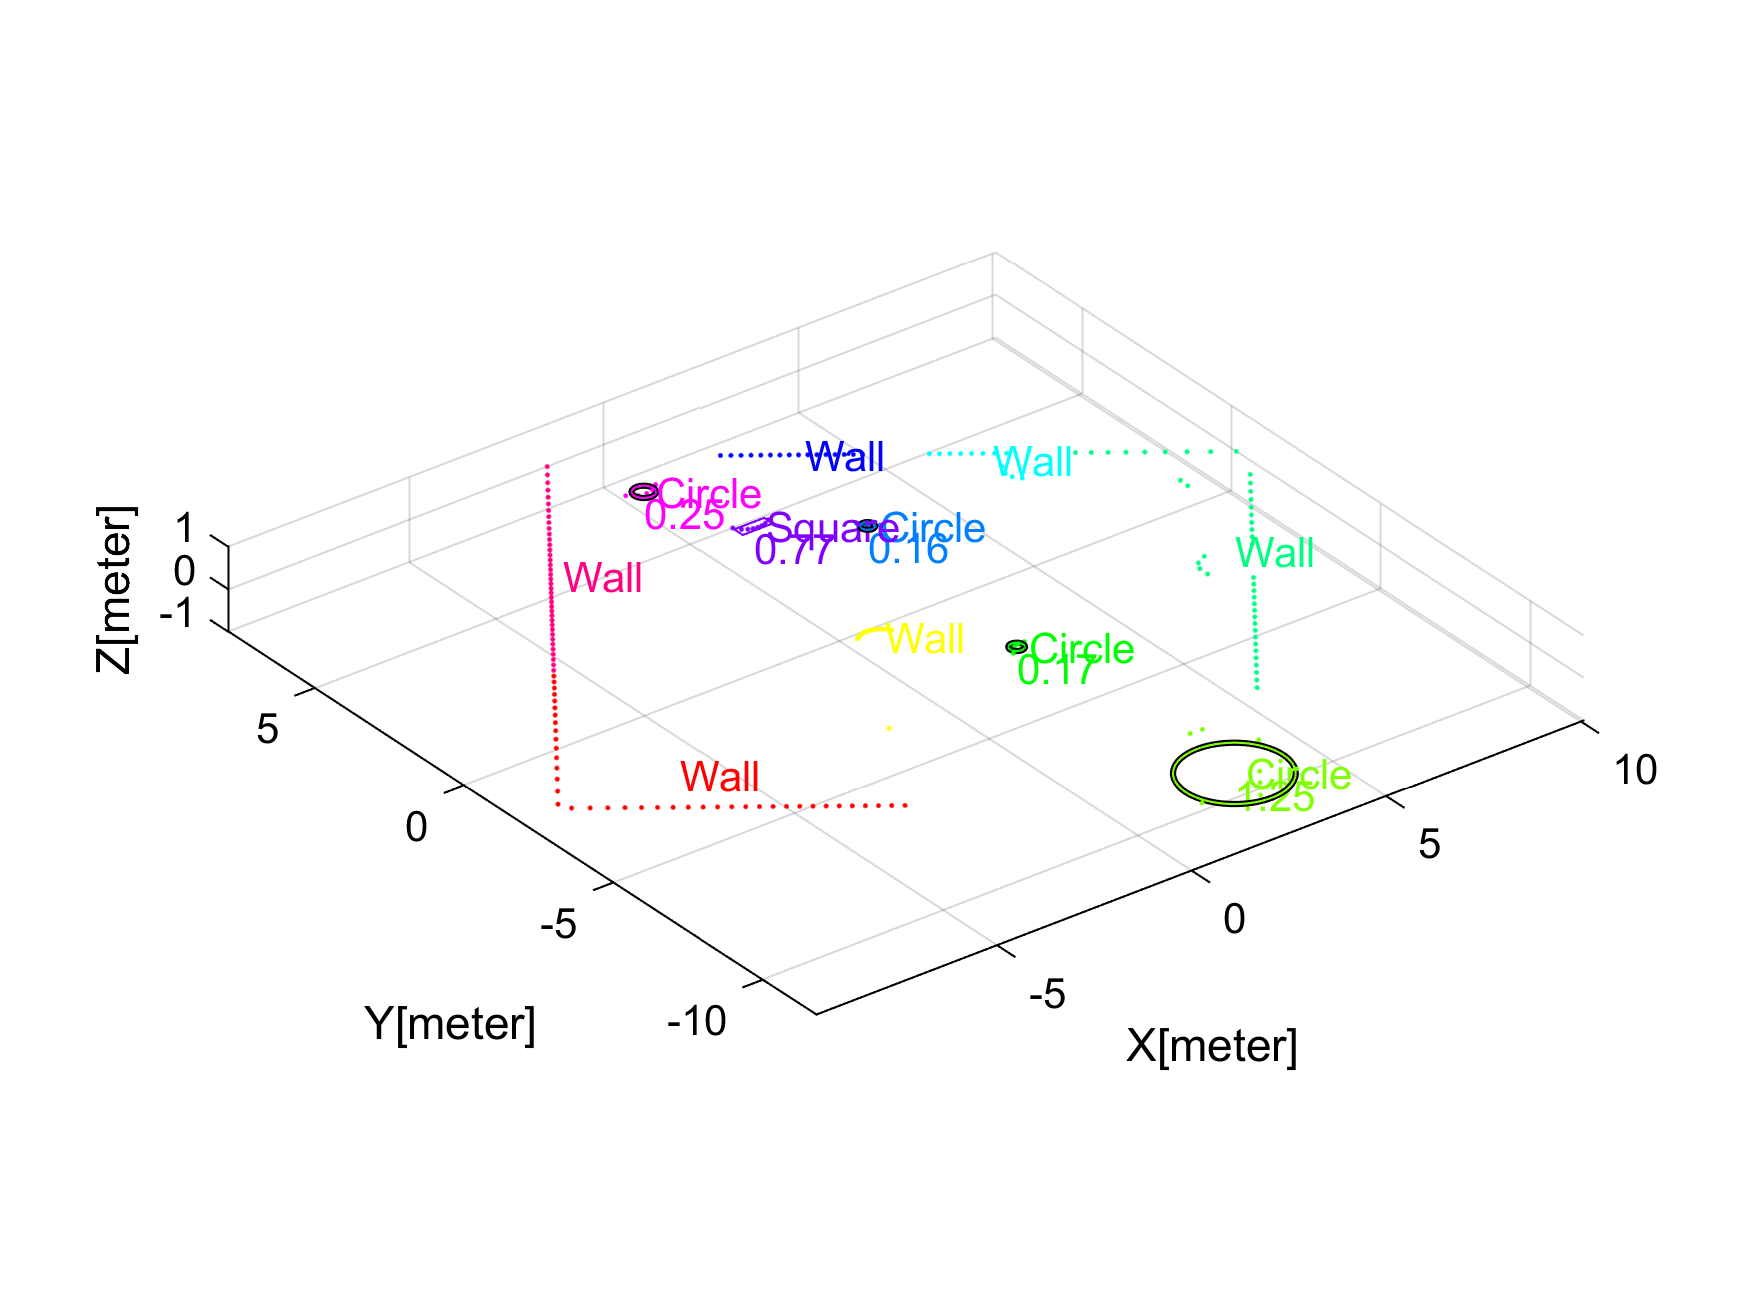 Wall
Wall
Circle
0.25
Square
0.77
Circle
0.16
Wall
Wall
Wall
Circle
0.17
Wall
Circle
1.25
1
0
-1
Z[meter]
5
0
-5
-10
Y[meter]
10
5
0
-5
X[meter]